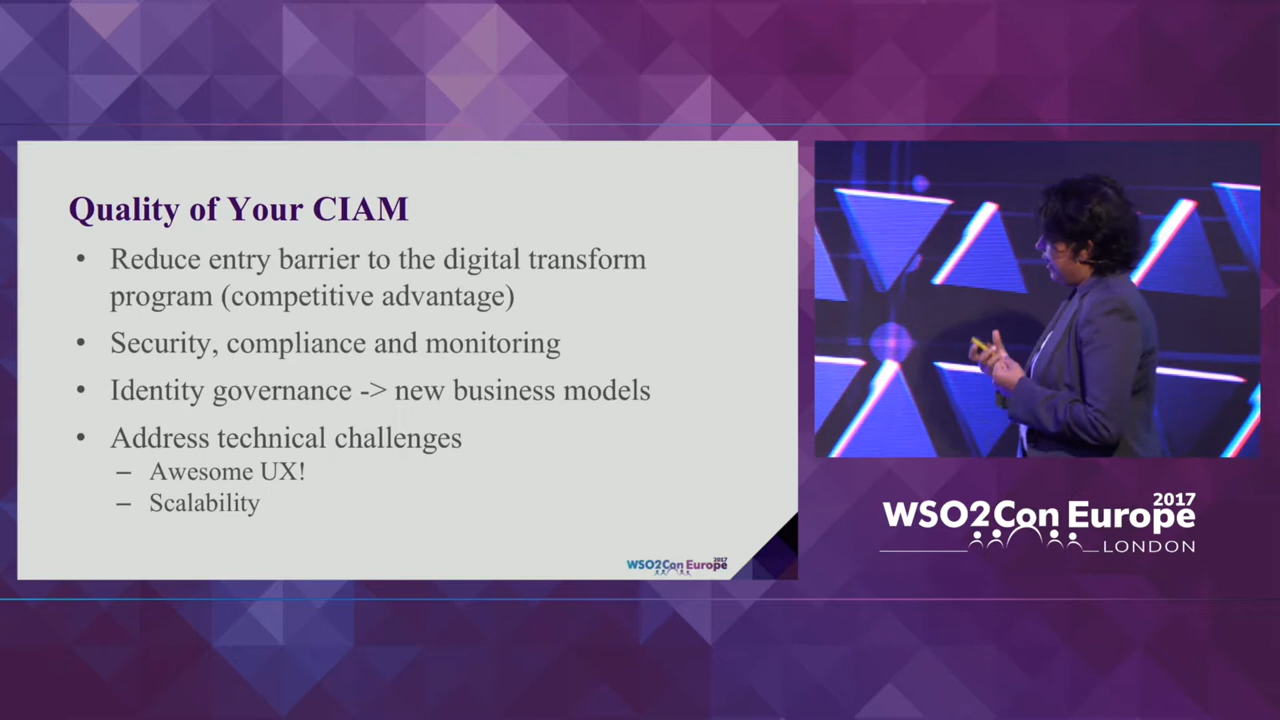 Quality of Your CIAM
• Reduce entry barrier to the digital transform
program (competitive advantage)
• Security, compliance and monitoring
• Identity governance -> new business models
• Address technical challenges
– Awesome UX!
– Scalability
2017
WSO2Con Europe
2017
WSO2Con Europe
LONDON